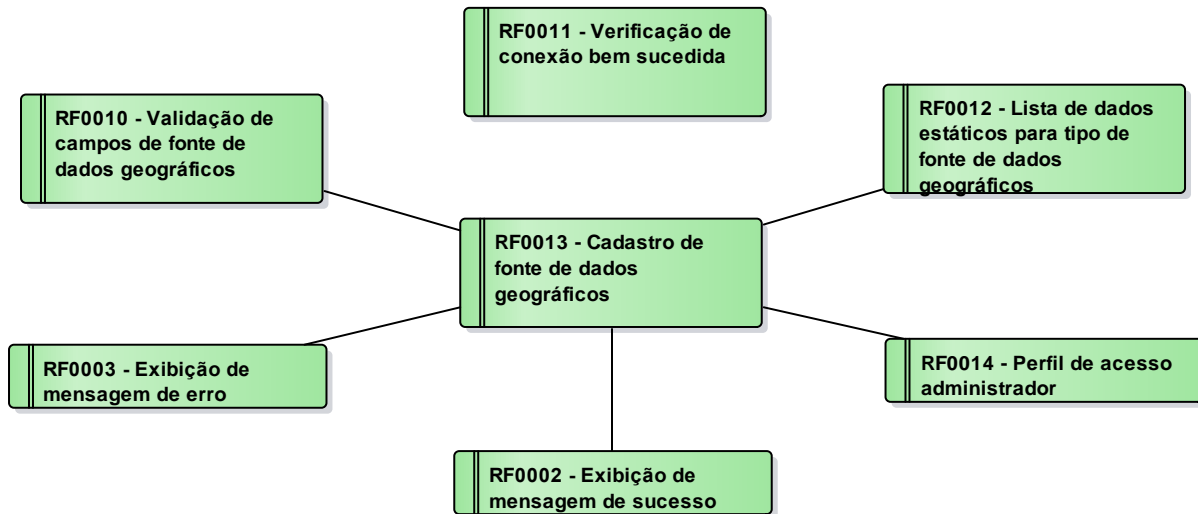 RF0011 - Verificação de
conexão bem sucedida
RF0010 - Validação de
campos de fonte de
dados geográficos
RF0012 - Lista de dados
estáticos para tipo de
fonte de dados
geográficos
RF0013 - Cadastro de
fonte de dados
geográficos
RF0003 - Exibição de
mensagem de erro
RF0014 - Perfil de acesso
administrador
RF0002 - Exibição de
mensagem de sucesso